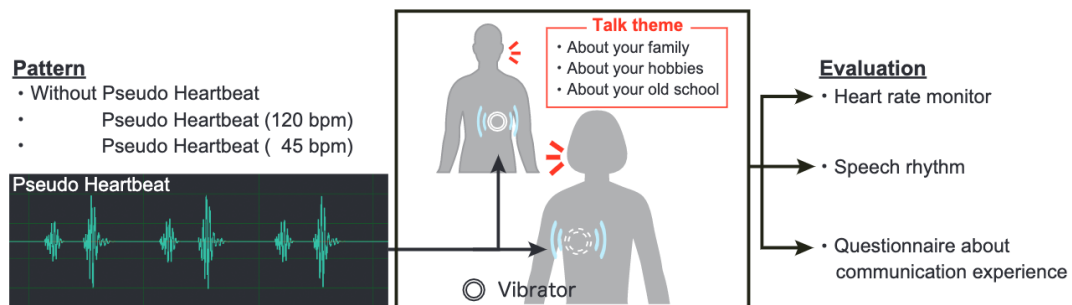 Pattern
・Without Pseudo Heartbeat
・ Pseudo Heartbeat (120 bpm)
・ Pseudo Heartbeat ( 45 bpm)
Pseudo Heartbeat
Talk theme
・About your family
・About your hobbies
・About your old school
Vibrator
Evaluation
・Heart rate monitor
・Speech rhythm
・Questionnaire about
communication experience